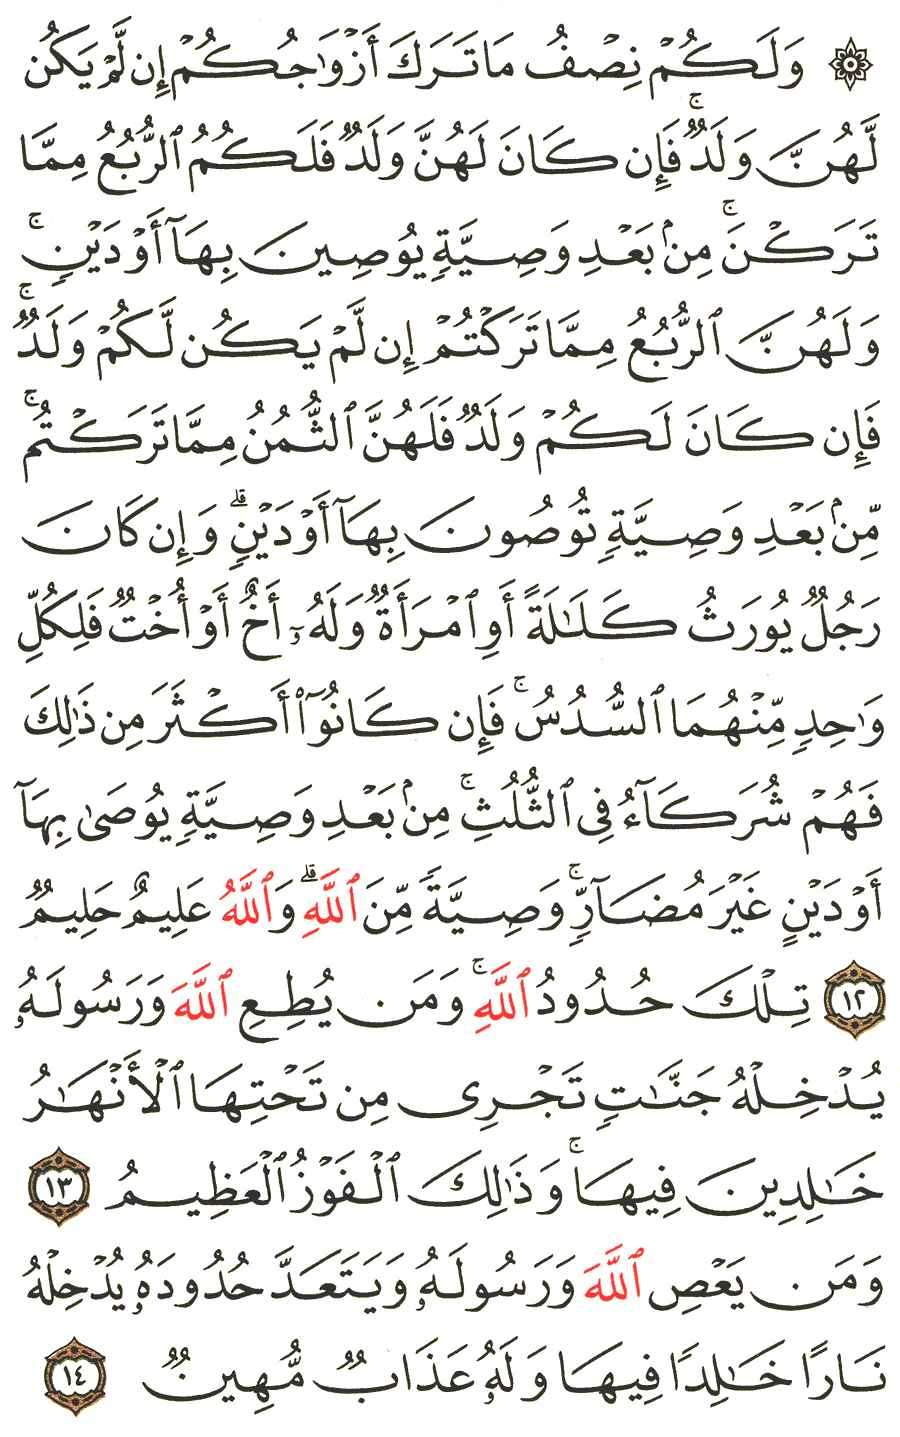 ۞ وَلَكُمْ نِصْفُ مَا تَرَكَ أَزْوَٰجُكُمْ إِن لَّمْ يَكُن
لَّهُنَّ وَلَدٌ ۚ فَإِن كَانَ لَهُنَّ وَلَدٌ فَلَكُمُ ٱلرُّبُعُ مِمَّا
تَرَكْنَ ۚ مِنۢ بَعْدِ وَصِيَّةٍ يُوصِينَ بِهَآ أَوْ دَيْنٍ ۚ
وَلَهُنَّ ٱلرُّبُعُ مِمَّا تَرَكْتُمْ إِن لَّمْ يَكُن لَّكُمْ وَلَدٌ ۚ
فَإِن كَانَ لَكُمْ وَلَدٌ فَلَهُنَّ ٱلثُّمُنُ مِمَّا تَرَكْتُم ۚ
مِّنۢ بَعْدِ وَصِيَّةٍ تُوصُونَ بِهَآ أَوْ دَيْنٍ ۗ وَإِن كَانَ
رَجُلٌ يُورَثُ كَلَٰلَةً أَوِ ٱمْرَأَةٌ وَلَهُۥٓ أَخٌ أَوْ أُخْتٌ فَلِكُلِّ
وَٰحِدٍ مِّنْهُمَا ٱلسُّدُسُ ۚ فَإِن كَانُوٓا۟ أَكْثَرَ مِن ذَٰلِكَ
فَهُمْ شُرَكَآءُ فِى ٱلثُّلُثِ ۚ مِنۢ بَعْدِ وَصِيَّةٍ يُوصَىٰ بِهَآ
أَوْ دَيْنٍ غَيْرَ مُضَآرٍّ ۚ وَصِيَّةً مِّنَ ٱللَّهِ ۗ وَٱللَّهُ عَلِيمٌ حَلِيمٌ
١٢ تِلْكَ حُدُودُ ٱللَّهِ ۚ وَمَن يُطِعِ ٱللَّهَ وَرَسُولَهُۥ
يُدْخِلْهُ جَنَّٰتٍ تَجْرِى مِن تَحْتِهَا ٱلْأَنْهَٰرُ
خَٰلِدِينَ فِيهَا ۚ وَذَٰلِكَ ٱلْفَوْزُ ٱلْعَظِيمُ ١٣
وَمَن يَعْصِ ٱللَّهَ وَرَسُولَهُۥ وَيَتَعَدَّ حُدُودَهُۥ يُدْخِلْهُ
نَارًا خَٰلِدًا فِيهَا وَلَهُۥ عَذَابٌ مُّهِينٌ ١٤